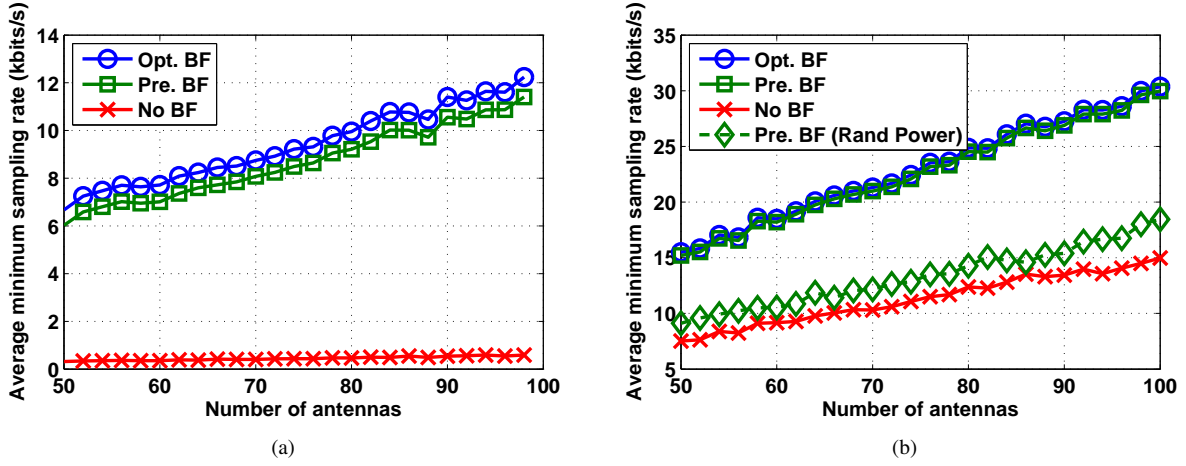 Average minimum sampling rate (kbits/s)
14
12
10
8
6
4
2
0
Opt. BF
Pre. BF
No BF
50
60
70
80
90
100
Number of antennas
(a)
Average minimum sampling rate (kbits/s)
35
30
25
20
15
10
5
Opt. BF
Pre. BF
No BF
Pre. BF (Rand Power)
50
60
70
80
90
100
Number of antennas
(b)